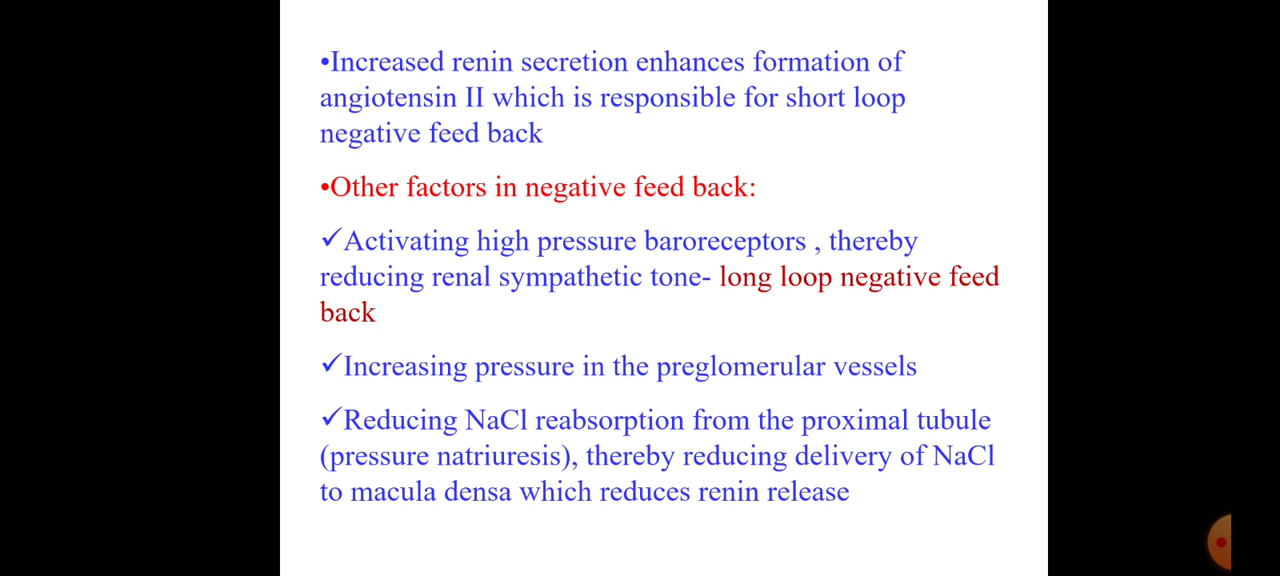 •Increased renin secretion enhances formation of
angiotensin II which is responsible for short loop
negative feed back
•Other factors in negative feed back:
✓Activating high pressure baroreceptors , thereby
reducing renal sympathetic tone- long loop negative feed
back
✓Increasing pressure in the preglomerular vessels
✓Reducing NaCl reabsorption from the proximal tubule
(pressure natriuresis), thereby reducing delivery of NaCl
to macula densa which reduces renin release